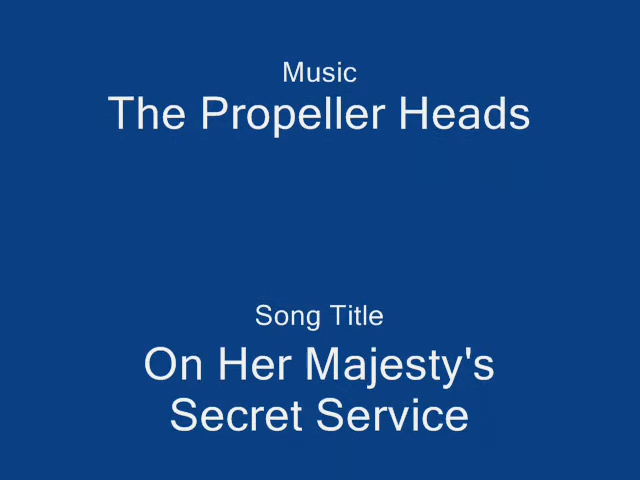 Music
The Propeller Heads
Song Title
On Her Majesty's
Secret Service